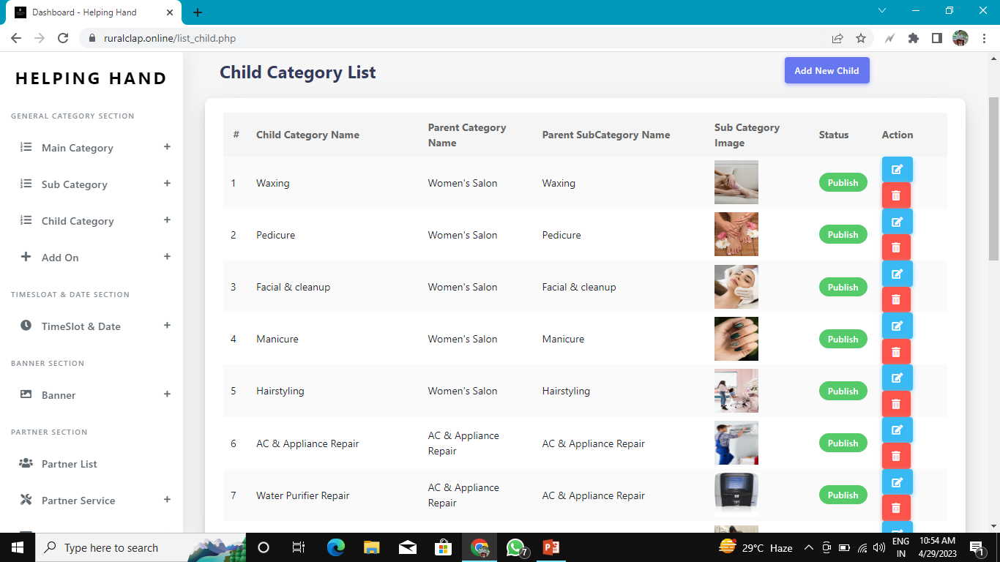 Dashboard - Helping Hand
ruralclap.online/list_child.php
HELPING HAND
GENERAL CATEGORY SECTION
Main Category +
Sub Category +
Child Category +
Add On +
TIMESLOAT & DATE SECTION
TimeSlot & Date +
BANNER SECTION
Banner +
PARTNER SECTION
Partner List
Partner Service +
Child Category List
Add New Child
# Child Category Name Parent Category Name Parent SubCategory Name Sub Category Image Status Action
1 Waxing Women's Salon Waxing Publish
2 Pedicure Women's Salon Pedicure Publish
3 Facial & cleanup Women's Salon Facial & cleanup Publish
4 Manicure Women's Salon Manicure Publish
5 Hairstyling Women's Salon Hairstyling Publish
6 AC & Appliance Repair AC & Appliance Repair AC & Appliance Repair Publish
7 Water Purifier Repair AC & Appliance Repair AC & Appliance Repair Publish
Type here to search
7
29°C Haze
ENG
IN
10:54 AM
4/29/2023
1